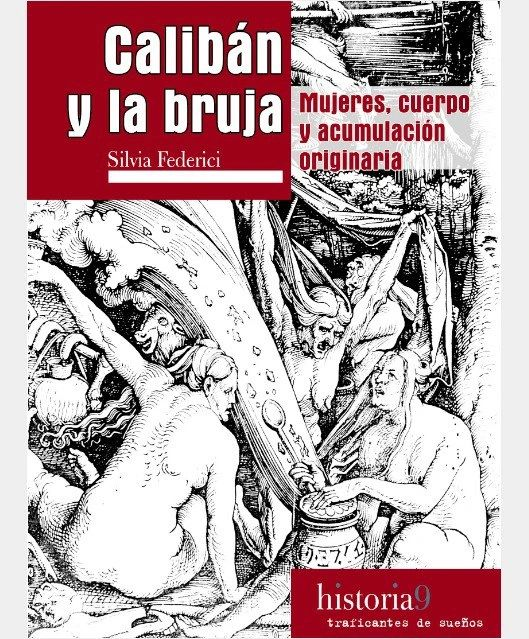 Calibán
y la bruja
Silvia Federici
Mujeres, cuerpo
y acumulación
originaria
historia9
traficantes de sueños